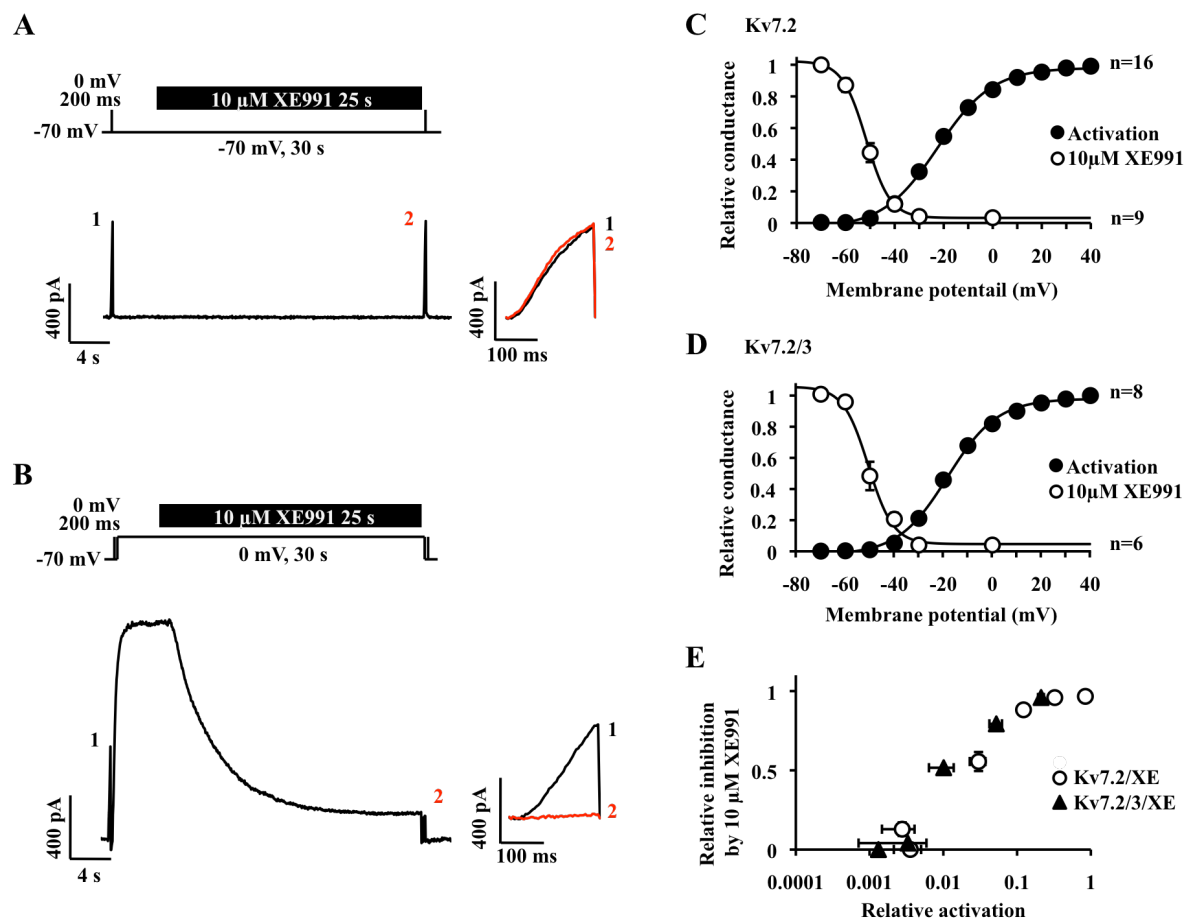 A
0 mV
200 ms
10 µM XE991 25 s
-70 mV
-70 mV, 30 s
1
2
1
2
400 pA
4 s
400 pA
100 ms
B
0 mV
200 ms
10 µM XE991 25 s
-70 mV
0 mV, 30 s
1
2
1
2
400 pA
4 s
400 pA
100 ms
C Kv7.2
Relative conductance
1
0.8
0.6
0.4
0.2
0
n=16
Activation
10µM XE991
n=9
-80 -60 -40 -20 0 20 40
Membrane potentail (mV)
D Kv7.2/3
Relative conductance
1
0.8
0.6
0.4
0.2
0
n=8
Activation
10µM XE991
n=6
-80 -60 -40 -20 0 20 40
Membrane potential (mV)
E
Relative inhibition
by 10 µM XE991
1
0.5
0
Kv7.2/XE
Kv7.2/3/XE
0.0001 0.001 0.01 0.1 1
Relative activation